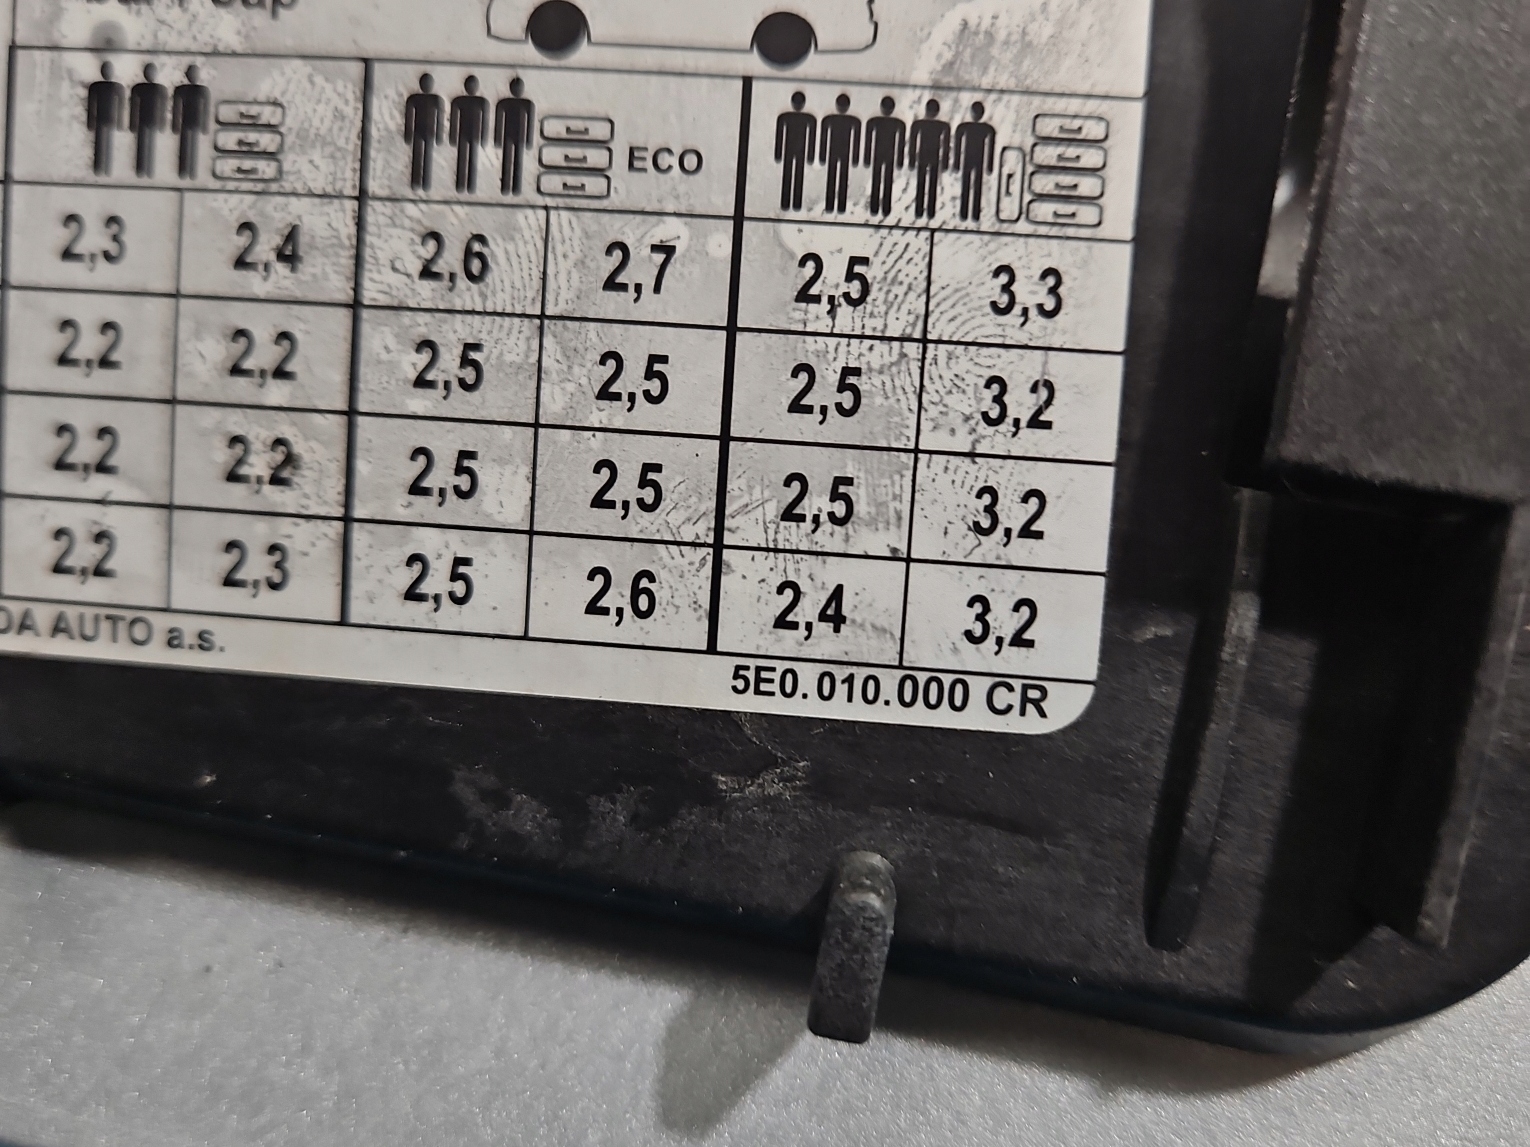 ECO
2,3 2,4 2,6 2,7 2,5 3,3
2,2 2,2 2,5 2,5 2,5 3,2
2,2 2,2 2,5 2,5 2,5 3,2
2,2 2,3 2,5 2,6 2,4 3,2
DA AUTO a.s.
5E0.010.000 CR